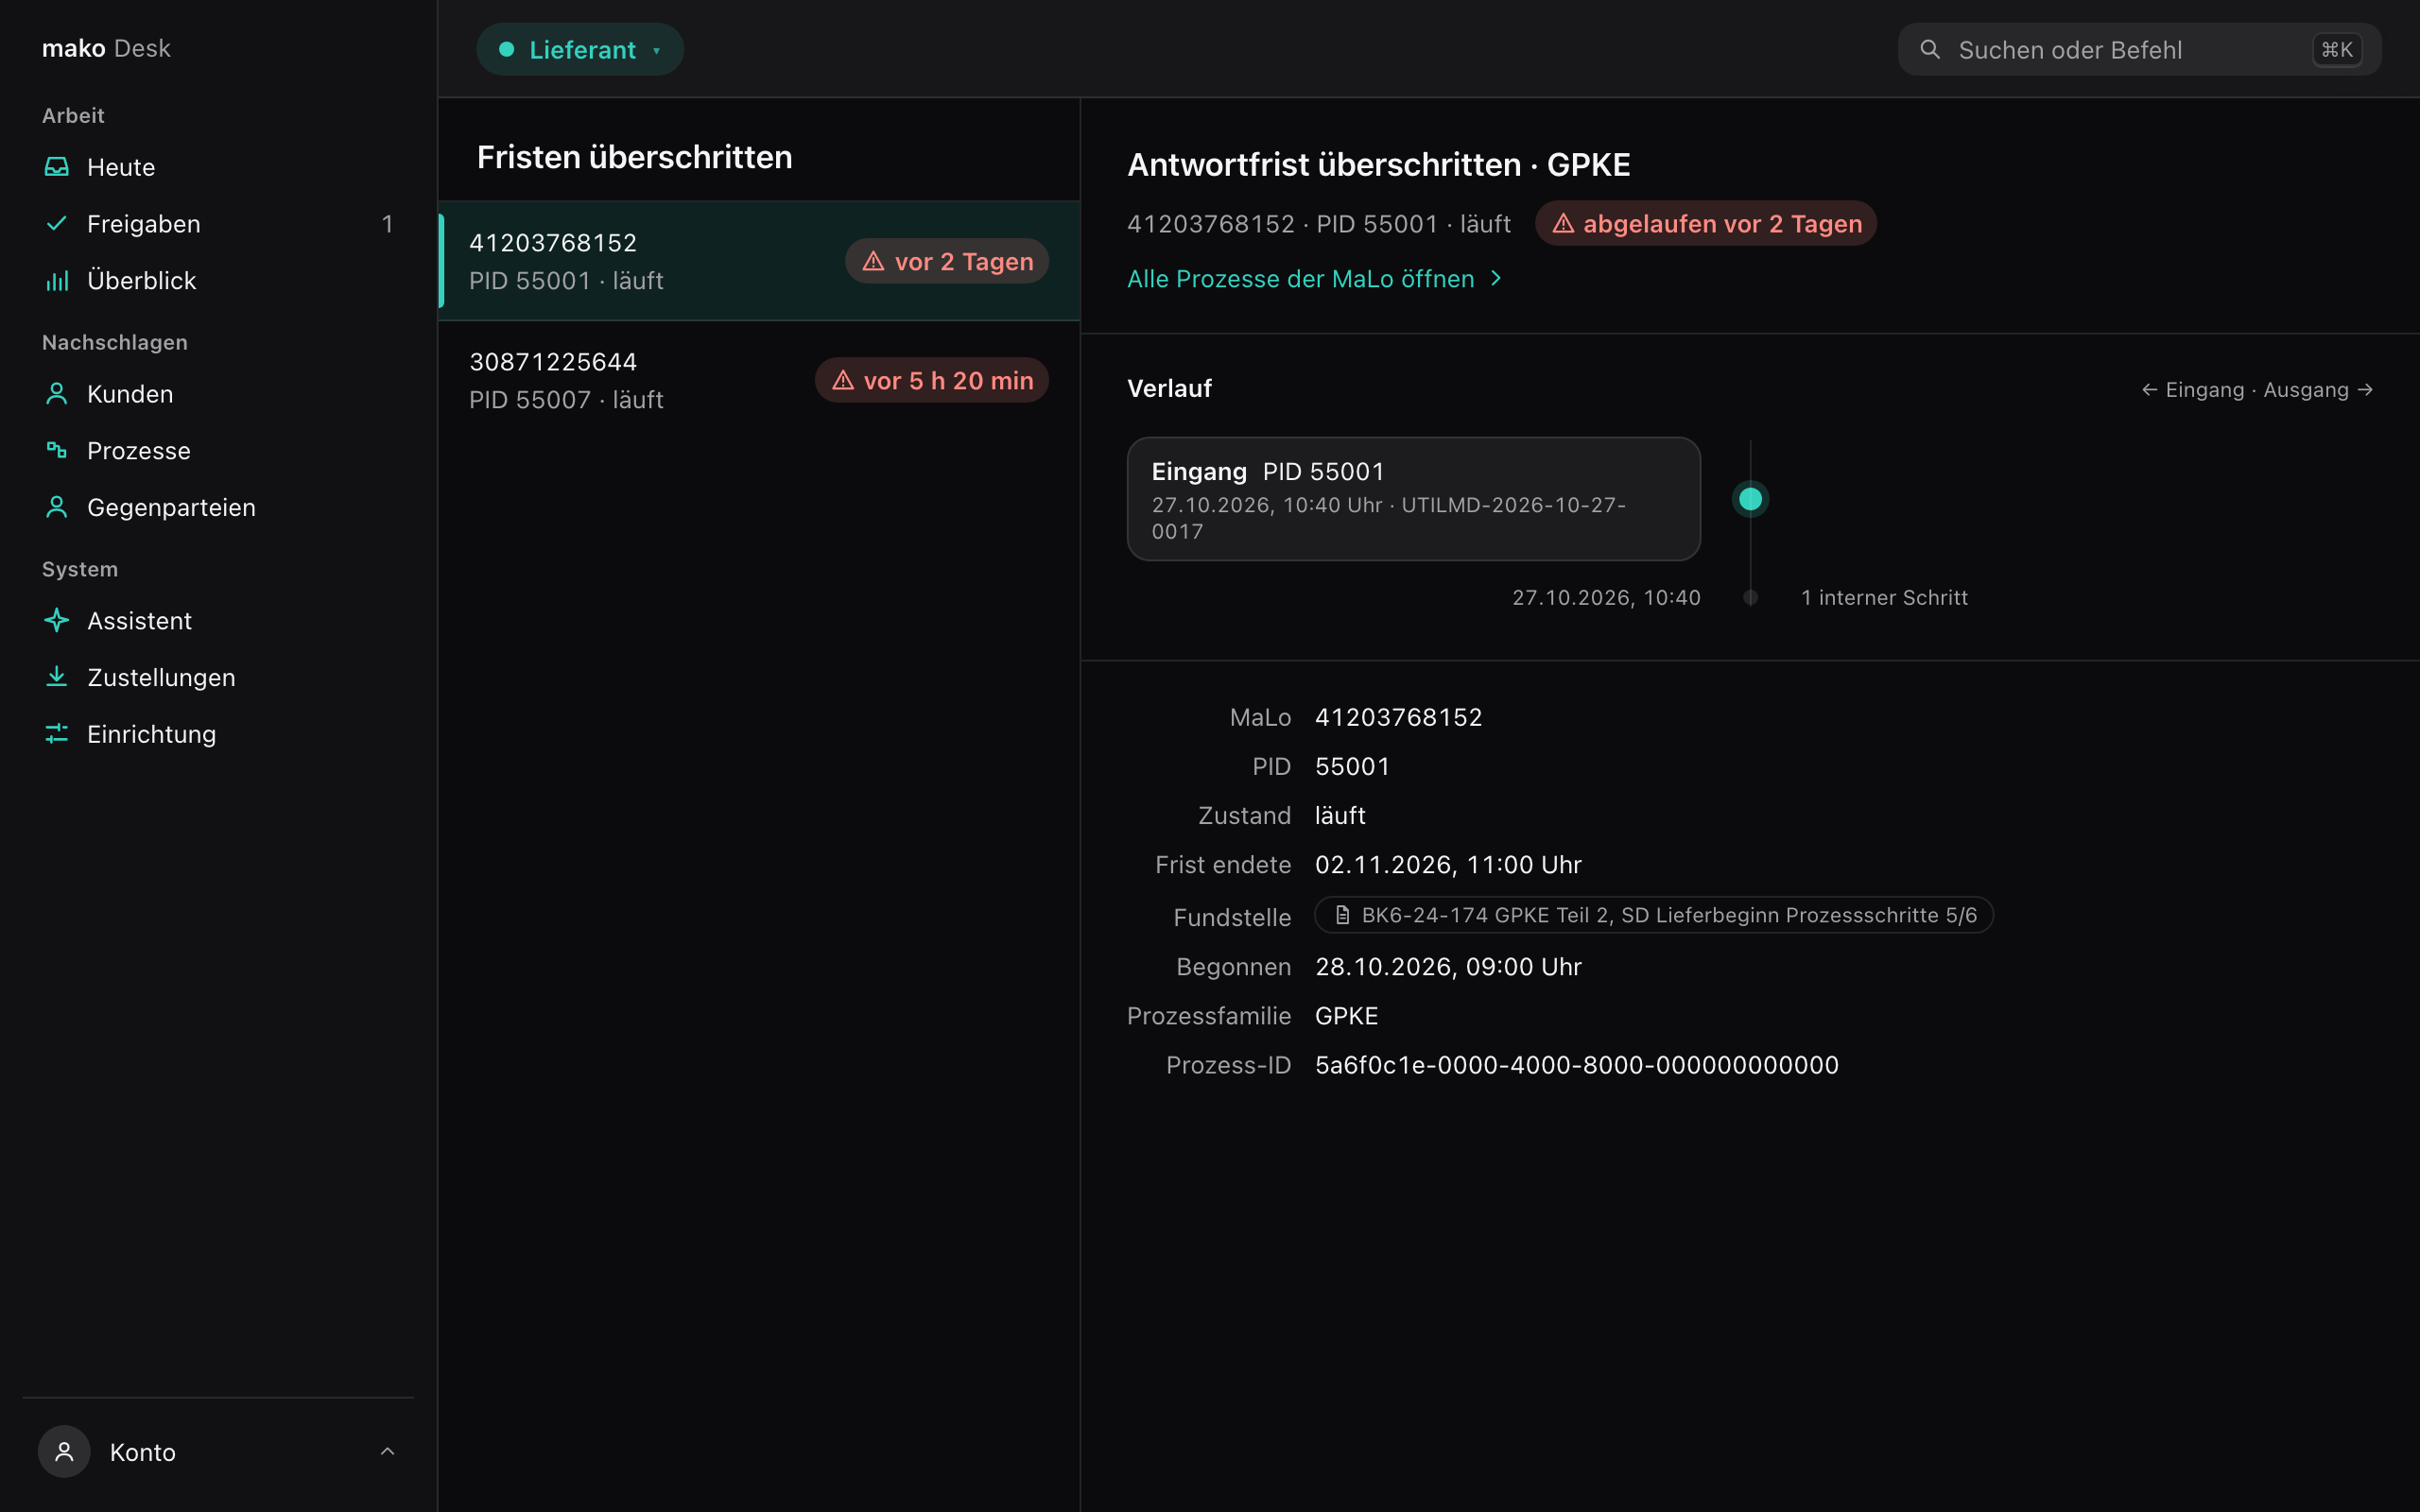 mako Desk
Arbeit
Heute
Freigaben 1
Überblick
Nachschlagen
Kunden
Prozesse
Gegenparteien
System
Assistent
Zustellungen
Einrichtung
Konto
Lieferant
Suchen oder Befehl ⌘K
Fristen überschritten
41203768152
PID 55001 · läuft
vor 2 Tagen
30871225644
PID 55007 · läuft
vor 5 h 20 min
Antwortfrist überschritten · GPKE
41203768152 · PID 55001 · läuft abgelaufen vor 2 Tagen
Alle Prozesse der MaLo öffnen
Verlauf
← Eingang · Ausgang →
Eingang PID 55001
27.10.2026, 10:40 Uhr · UTILMD-2026-10-27-
0017
27.10.2026, 10:40 1 interner Schritt
MaLo 41203768152
PID 55001
Zustand läuft
Frist endete 02.11.2026, 11:00 Uhr
Fundstelle BK6-24-174 GPKE Teil 2, SD Lieferbeginn Prozessschritte 5/6
Begonnen 28.10.2026, 09:00 Uhr
Prozessfamilie GPKE
Prozess-ID 5a6f0c1e-0000-4000-8000-000000000000